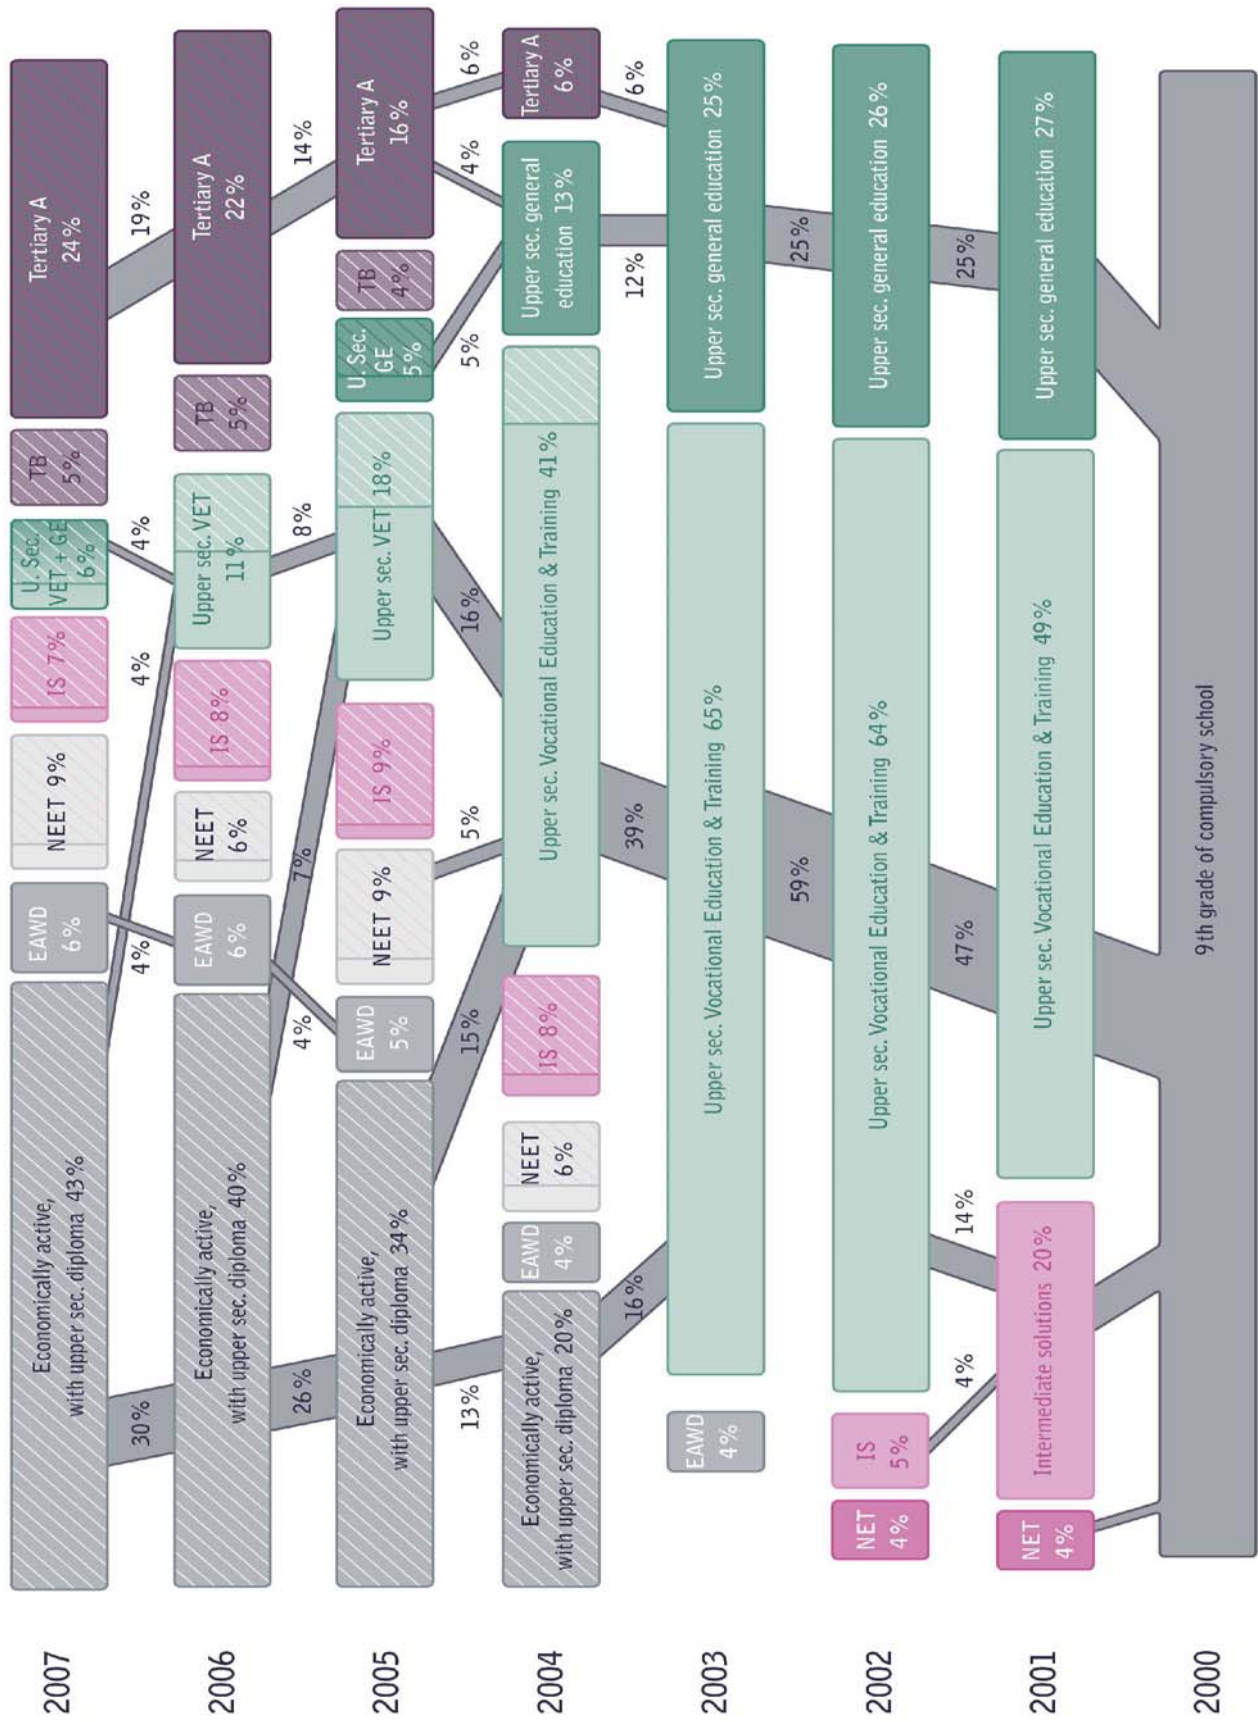 2007
Economically active,
with upper sec. diploma 43%
EAWD
6%
NEET 9%
IS 7%
U. Sec.
VET + GE
6%
TB
5%
Tertiary A
24%
30%
4%
4%
4%
19%
2006
Economically active,
with upper sec. diploma 40%
EAWD
6%
NEET
6%
IS 8%
Upper sec. VET
11%
TB
5%
Tertiary A
22%
26%
4%
7%
8%
14%
2005
Economically active,
with upper sec. diploma 34%
EAWD
5%
NEET 9%
IS 9%
Upper sec. VET 18%
U. Sec.
GE
5%
TB
4%
Tertiary A
16%
13%
15%
5%
16%
5%
4%
6%
2004
Economically active,
with upper sec. diploma 20%
EAWD
4%
NEET
6%
IS 8%
Upper sec. Vocational Education & Training 41%
Upper sec. general
education 13%
Tertiary A
6%
16%
39%
12%
6%
2003
EAWD
4%
Upper sec. Vocational Education & Training 65%
Upper sec. general education 25%
59%
25%
2002
NET
4%
IS
5%
Upper sec. Vocational Education & Training 64%
Upper sec. general education 26%
4%
14%
47%
25%
2001
NET
4%
Intermediate solutions 20%
Upper sec. Vocational Education & Training 49%
Upper sec. general education 27%
2000
9th grade of compulsory school